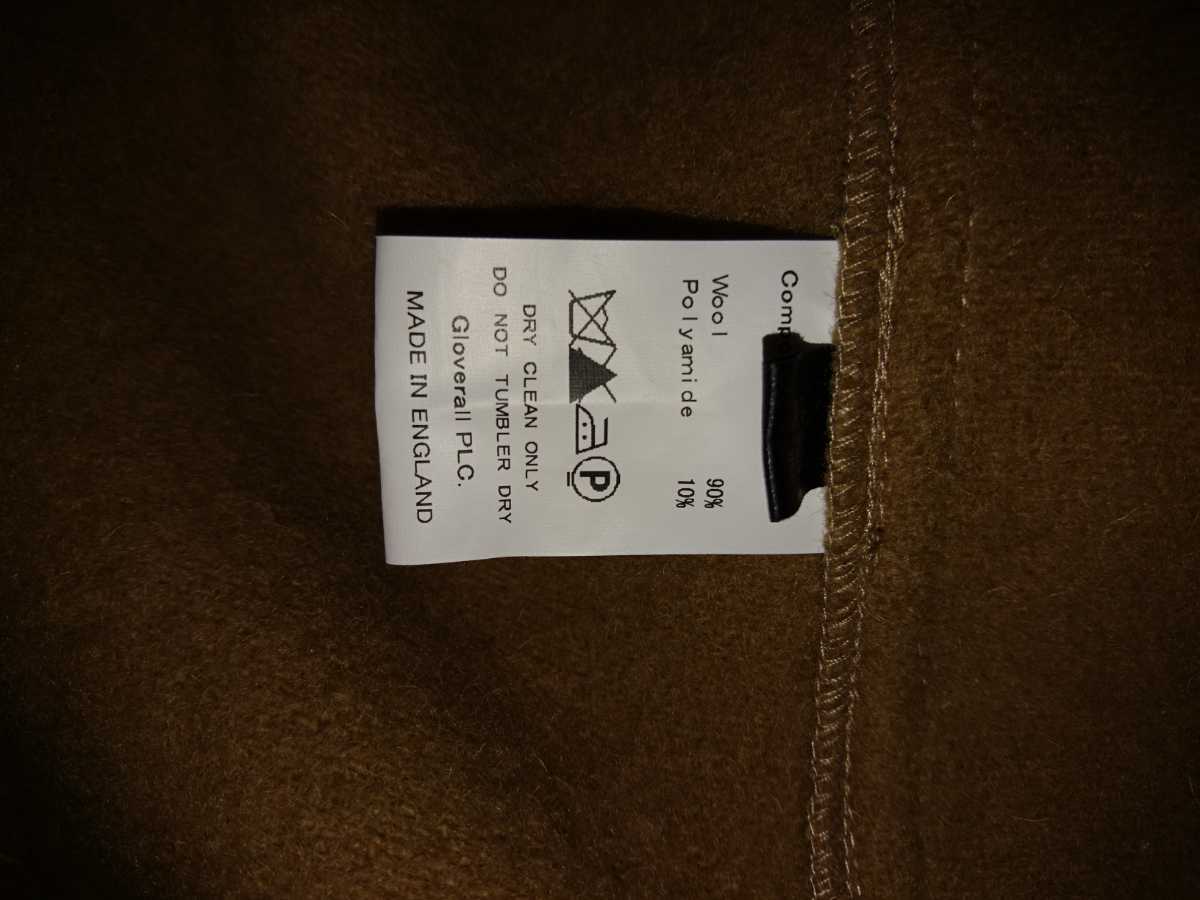 Comp
Wool 90%
Polyamide 10%
P
DRY CLEAN ONLY
DO NOT TUMBLER DRY
Gloverall PLC.
MADE IN ENGLAND